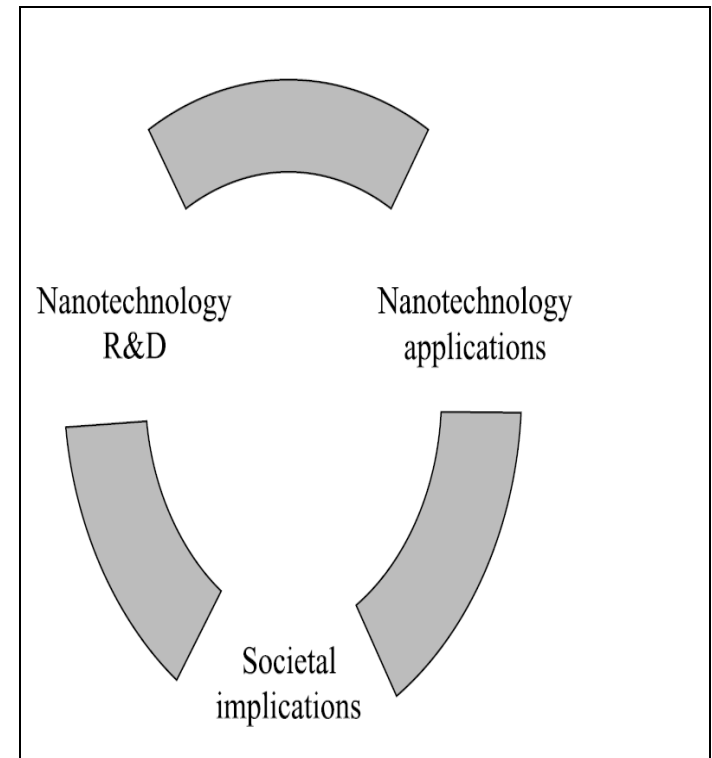 Nanotechnology
R&D
Nanotechnology
applications
Societal
implications